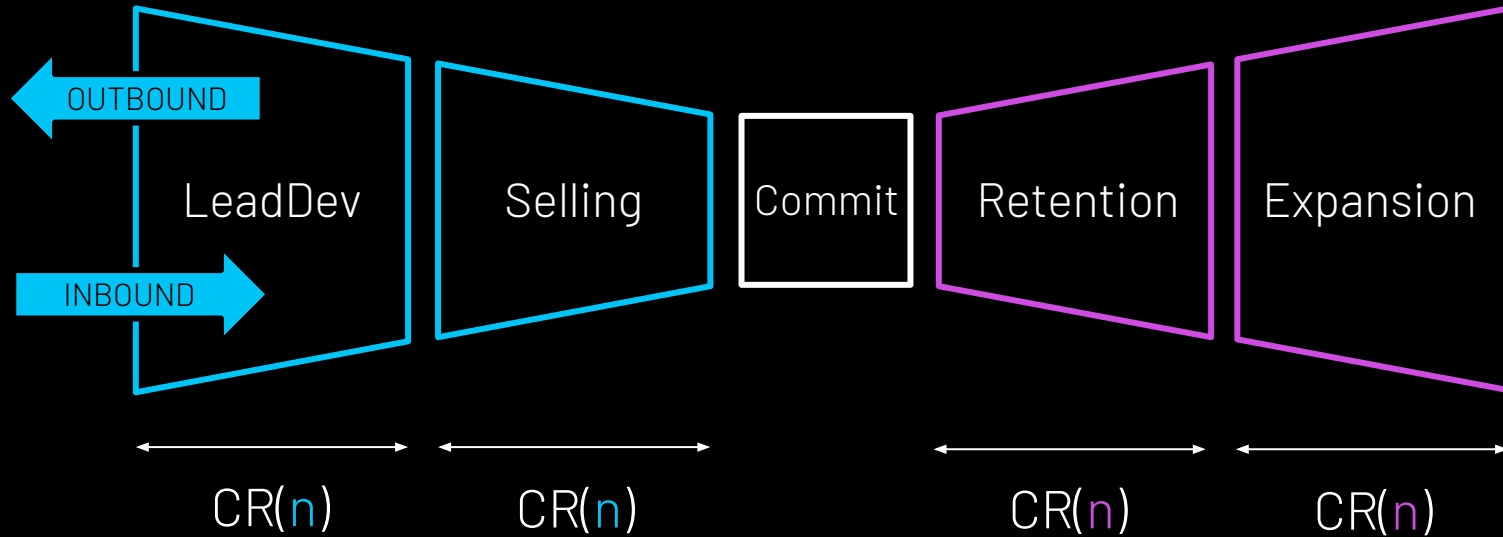 OUTBOUND
LeadDev
Selling
Commit
Retention
Expansion
INBOUND
CR(n)
CR(n)
CR(n)
CR(n)